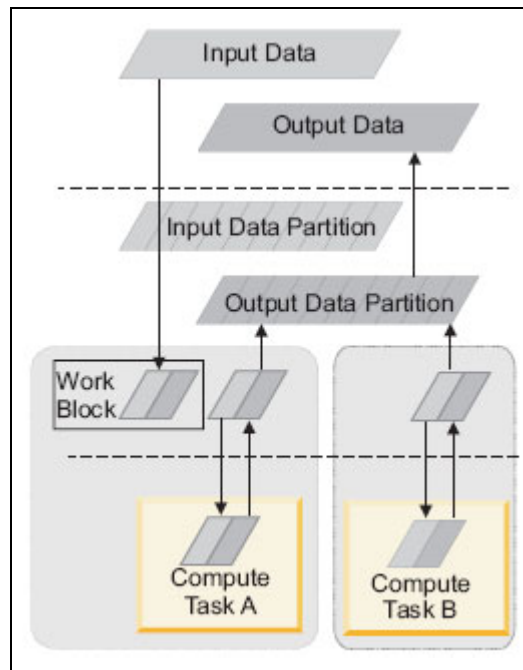 Input Data
Output Data
Input Data Partition
Output Data Partition
Work
Block
Compute
Task A
Compute
Task B